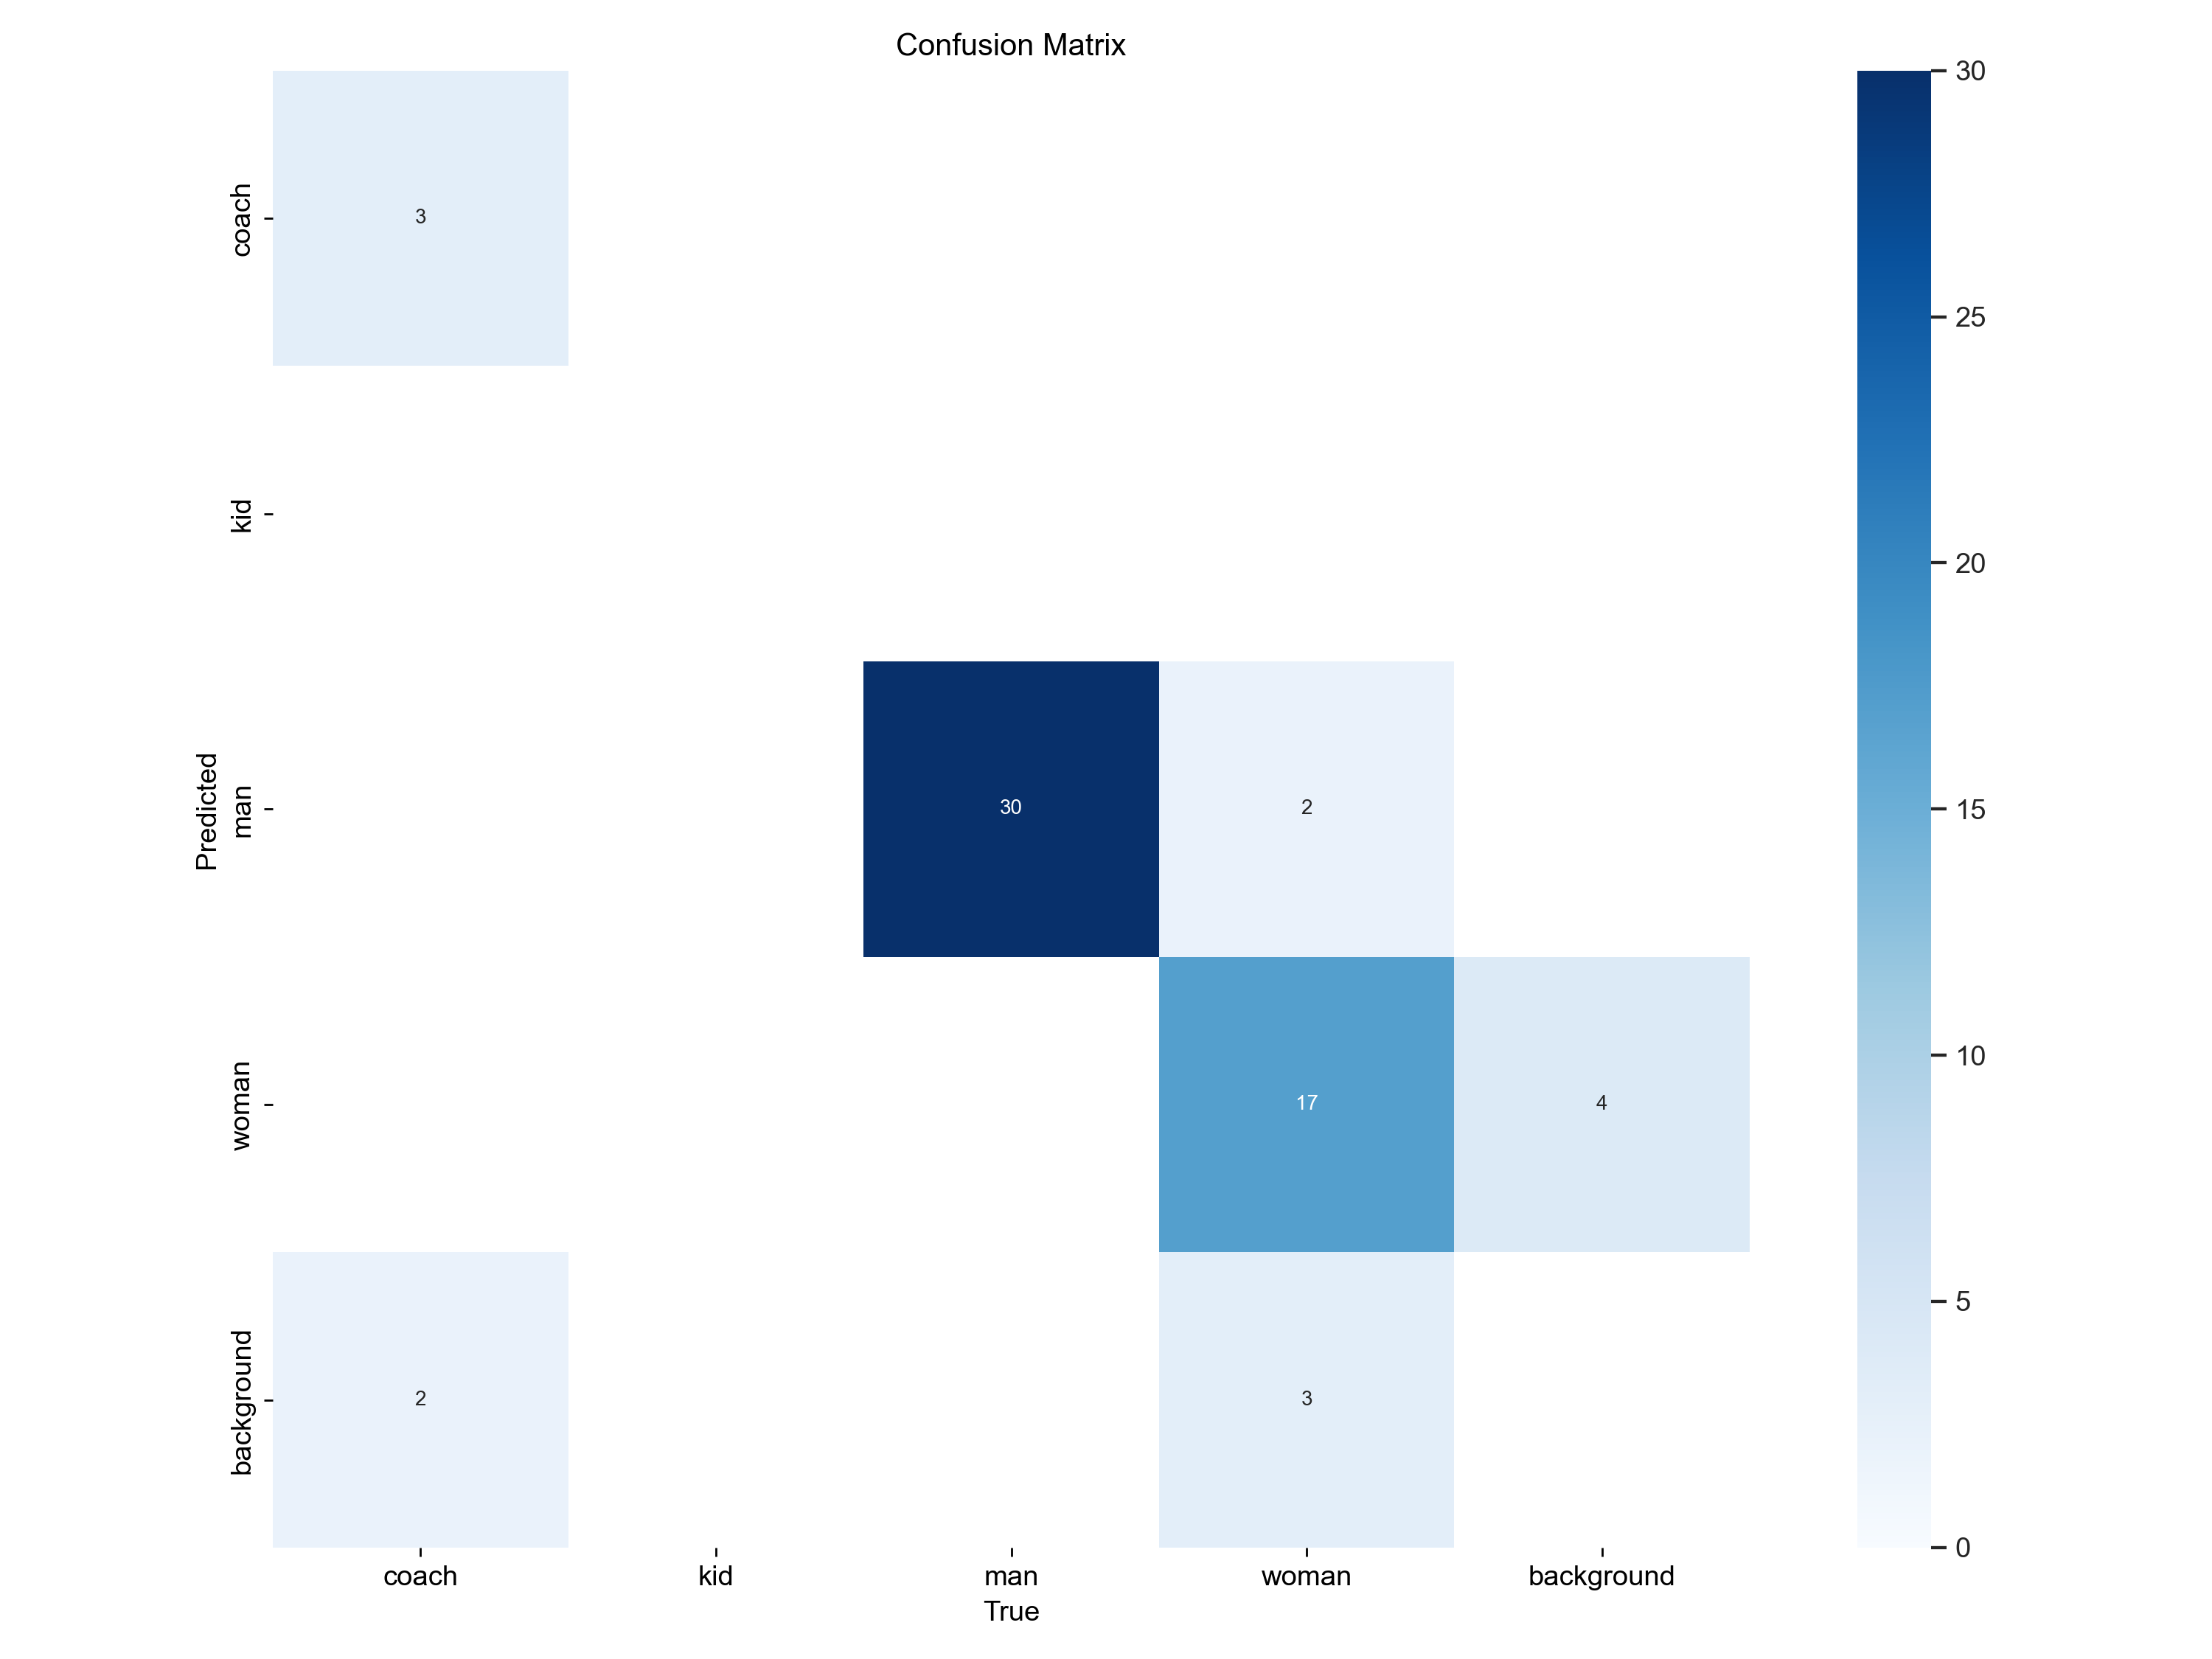 Confusion Matrix
30
coach
3
25
kid
20
Predicted
man
30
2
15
woman
17
4
10
5
background
2
3
0
coach
kid
man
woman
background
True